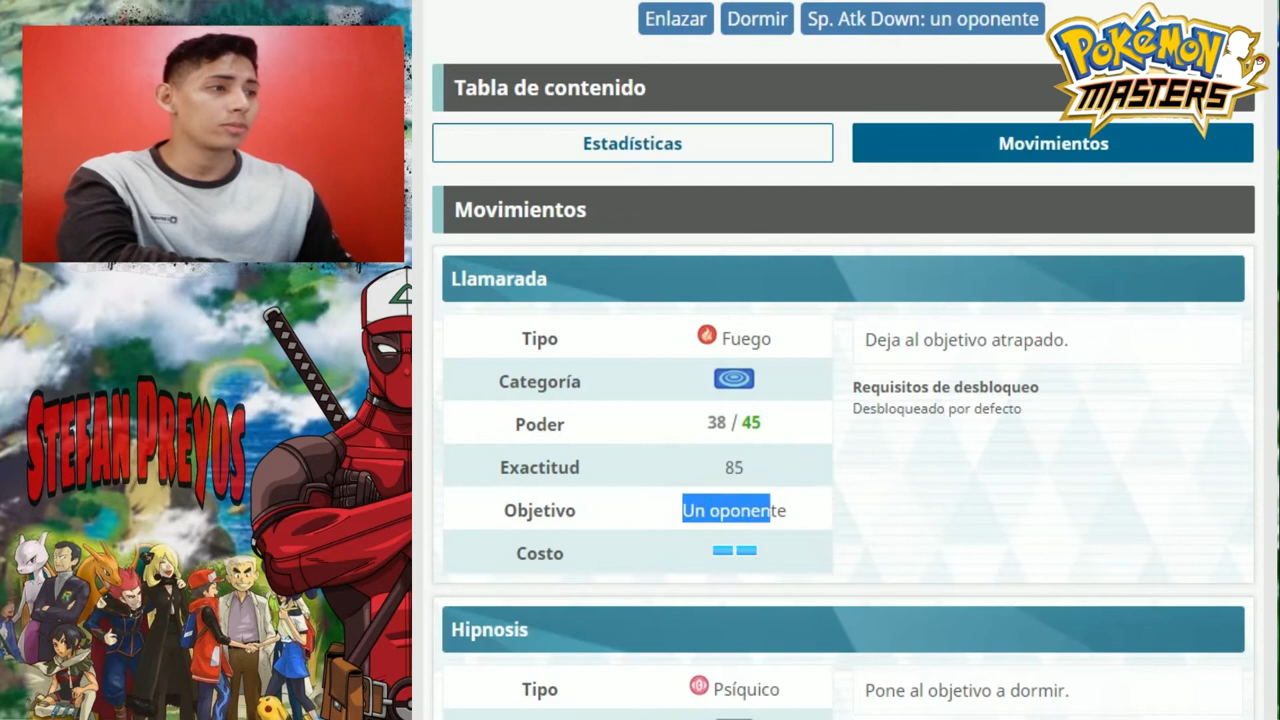 Enlazar
Dormir
Sp. Atk Down: un oponente
POKÉMON
MASTERS
Tabla de contenido
Estadísticas
Movimientos
Movimientos
Llamarada
Tipo Fuego
Categoría
Poder 38 / 45
Exactitud 85
Objetivo Un oponente
Costo
Deja al objetivo atrapado.
Requisitos de desbloqueo
Desbloqueado por defecto
STEFAN PREYOS
Hipnosis
Tipo Psíquico
Pone al objetivo a dormir.